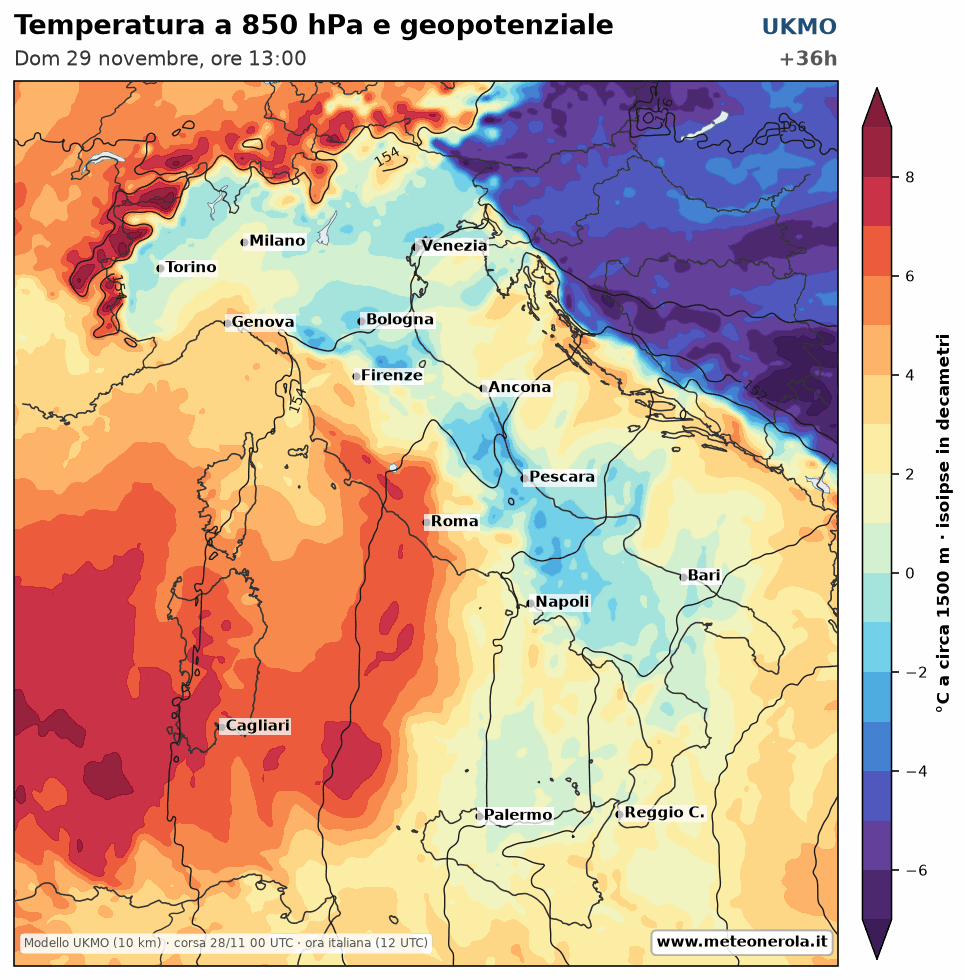 Temperatura a 850 hPa e geopotenziale
UKMO
Dom 29 novembre, ore 13:00
+36h
156
154
Milano
Venezia
Torino
154
Genova
Bologna
Firenze
Ancona
152
154
Pescara
Roma
Bari
Napoli
Cagliari
Palermo
Reggio C.
Modello UKMO (10 km) · corsa 28/11 00 UTC · ora italiana (12 UTC)
www.meteonerola.it
8
6
4
2
0
−2
−4
−6
°C a circa 1500 m · isoipse in decametri